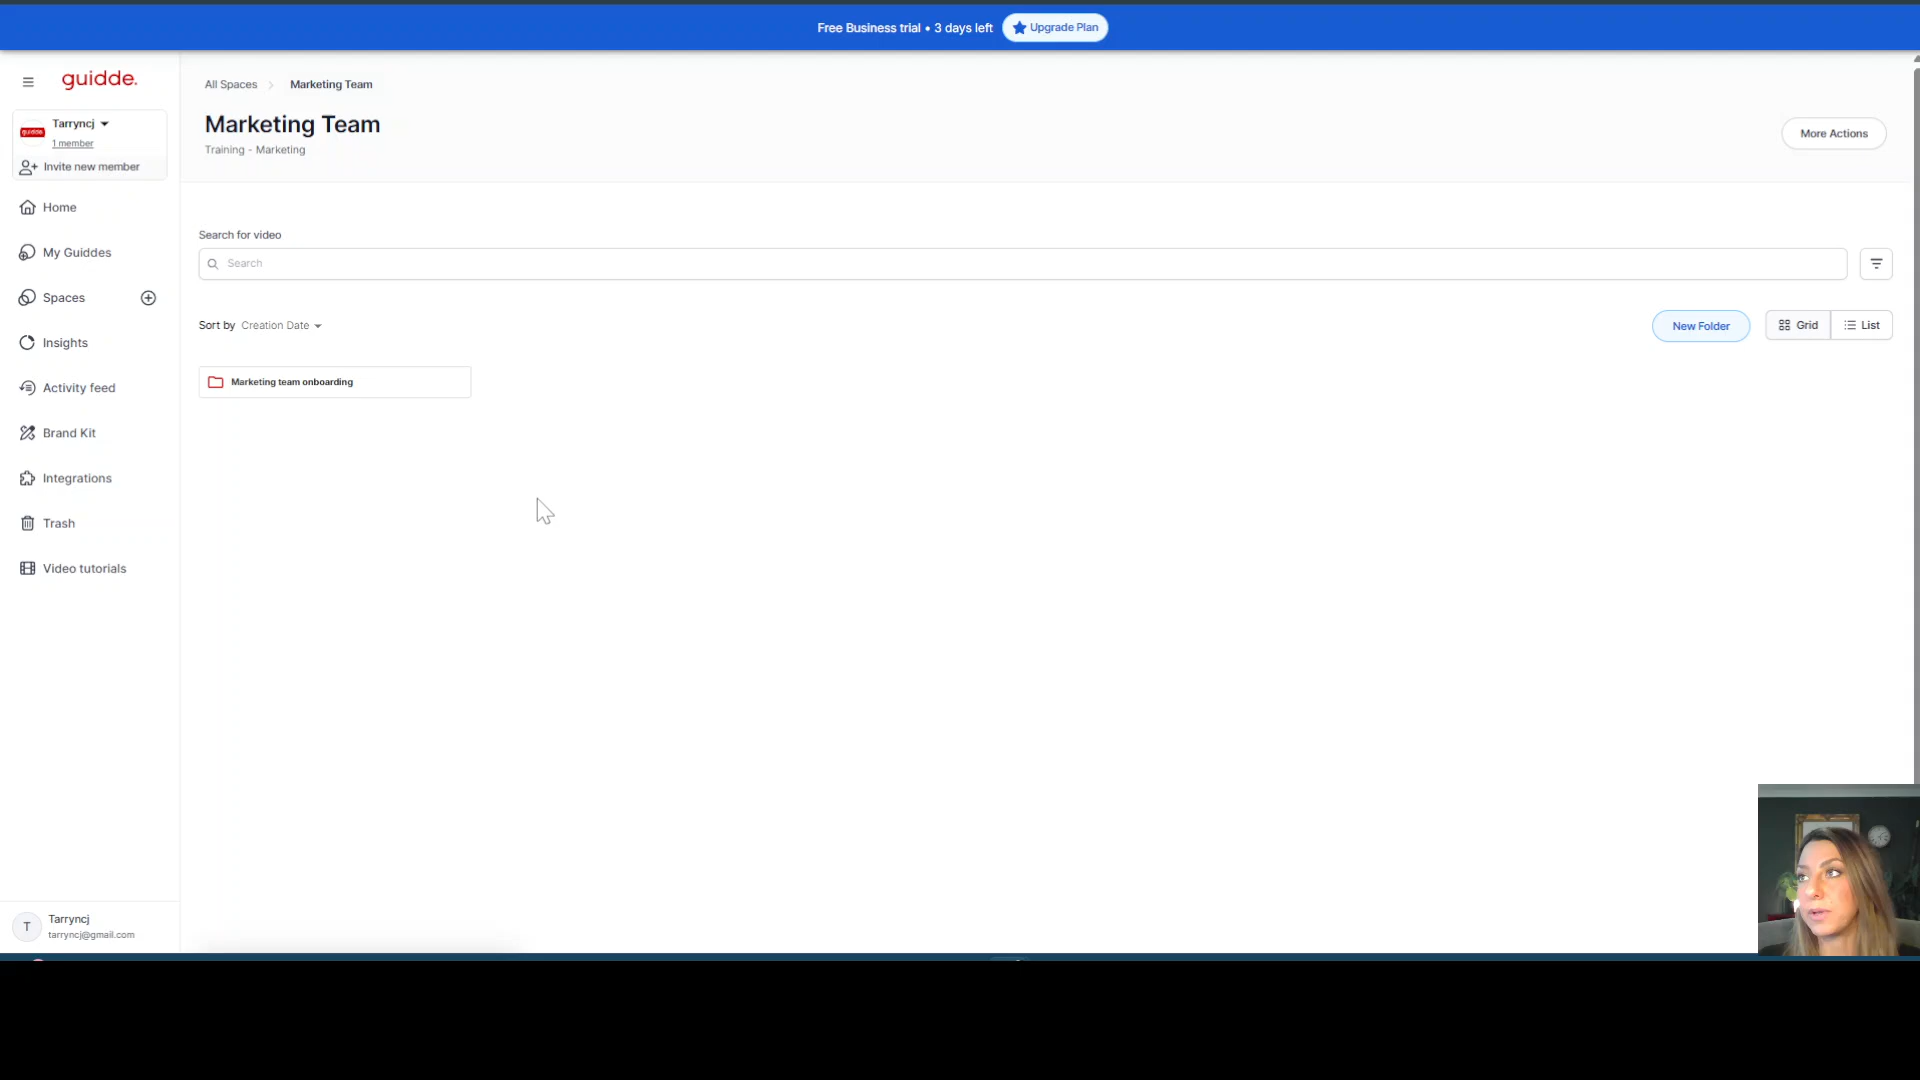 Free Business trial • 3 days left
Upgrade Plan
guidde.
guidde
Tarryncj
1 member
Invite new member
Home
My Guiddes
Spaces
Insights
Activity feed
Brand Kit
Integrations
Trash
Video tutorials
T
Tarryncj
tarryncj@gmail.com
All Spaces
Marketing Team
Marketing Team
Training - Marketing
More Actions
Search for video
Search
Sort by Creation Date
New Folder
Grid
List
Marketing team onboarding